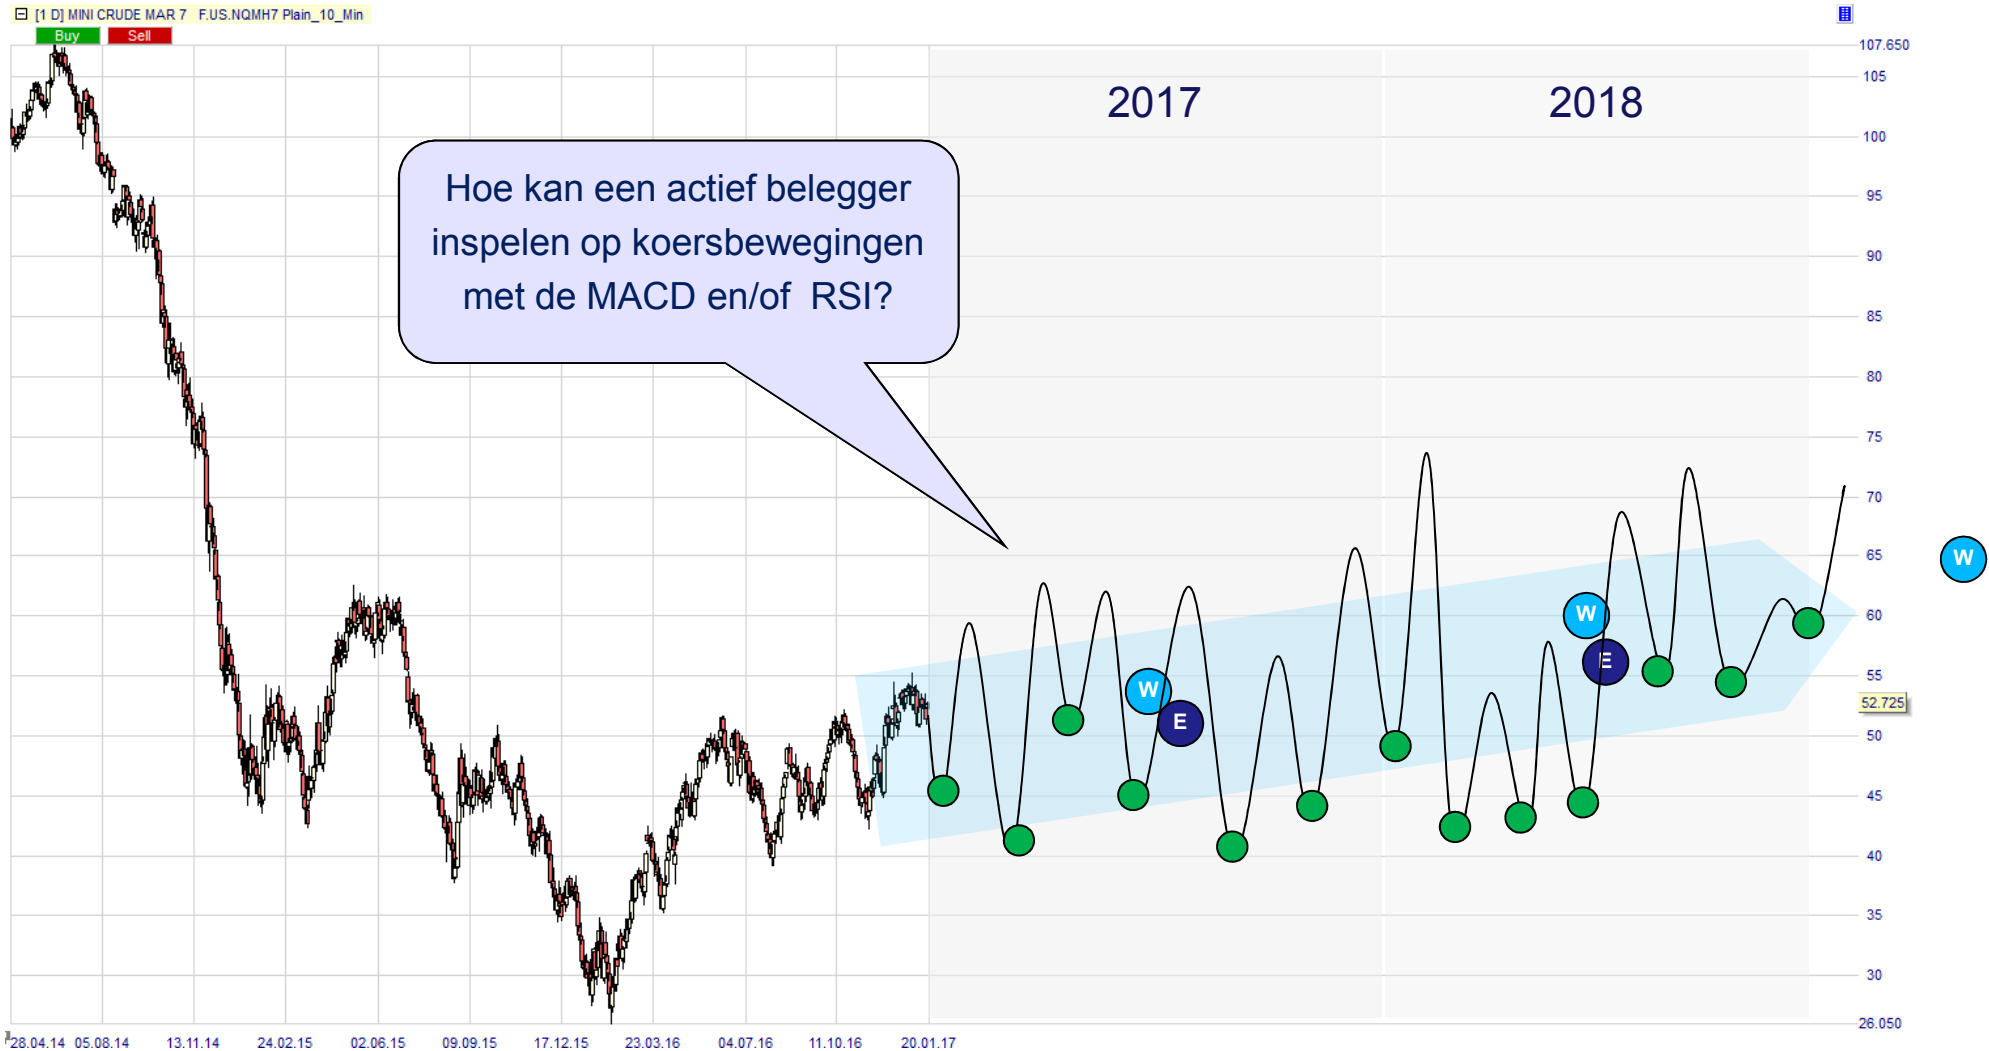 [1 D] MINI CRUDE MAR 7 F.US.NQMH7 Plain_10_Min
Buy Sell
107.650
105
2017 2018
100
Hoe kan een actief belegger
inspelen op koersbewegingen
met de MACD en/of RSI?
95
90
85
80
75
70
65
W
60
W
E
55
W
52.725
E
50
45
40
35
30
26.050
28.04.14 05.08.14 13.11.14 24.02.15 02.06.15 09.09.15 17.12.15 23.03.16 04.07.16 11.10.16 20.01.17